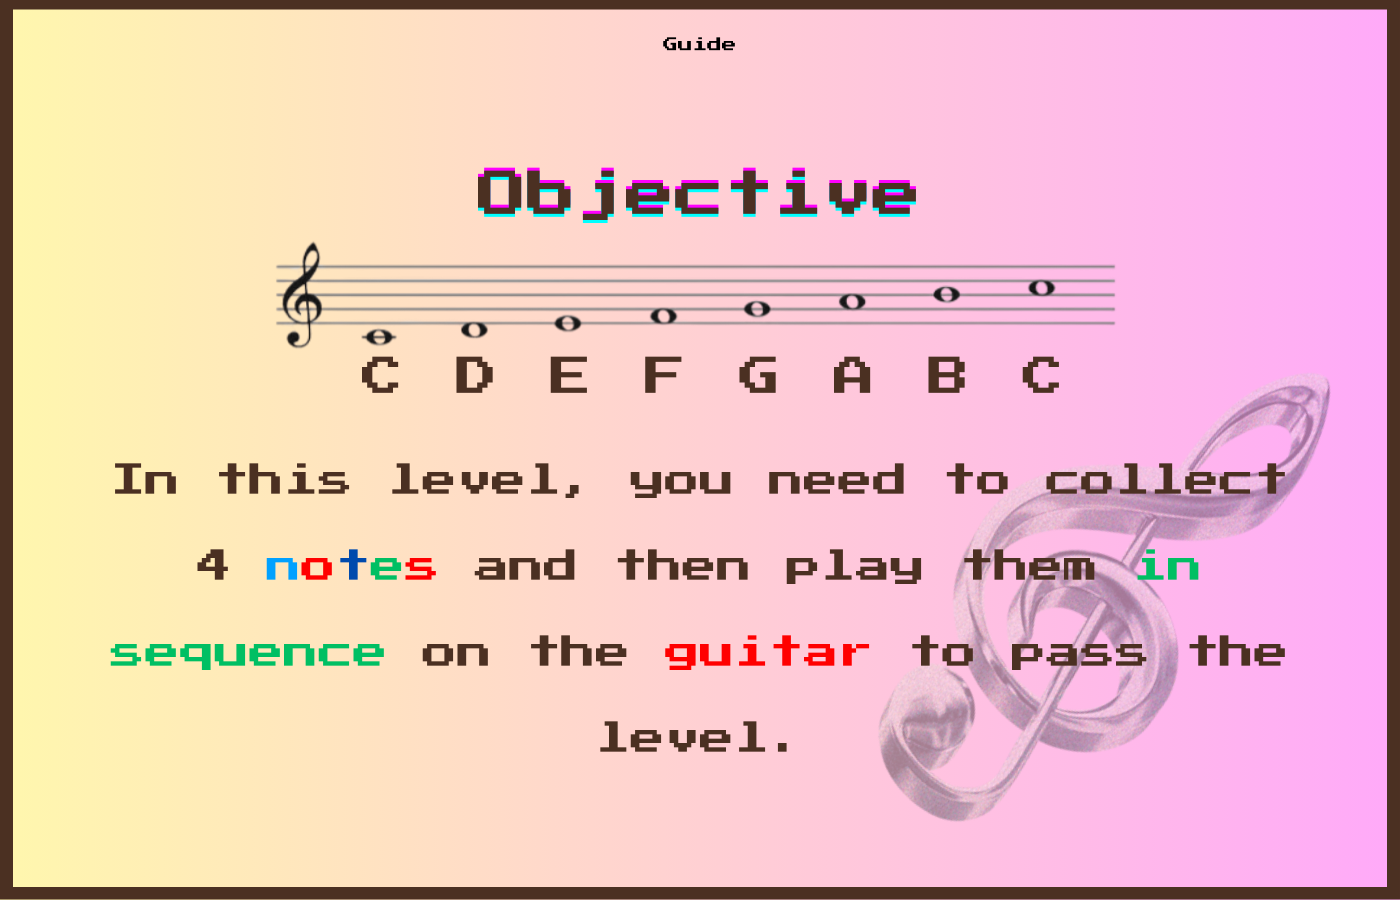 Guide
Objective
C D E F G A B C
In this level, you need to collect
4 notes and then play them in
sequence on the guitar to pass the
level.